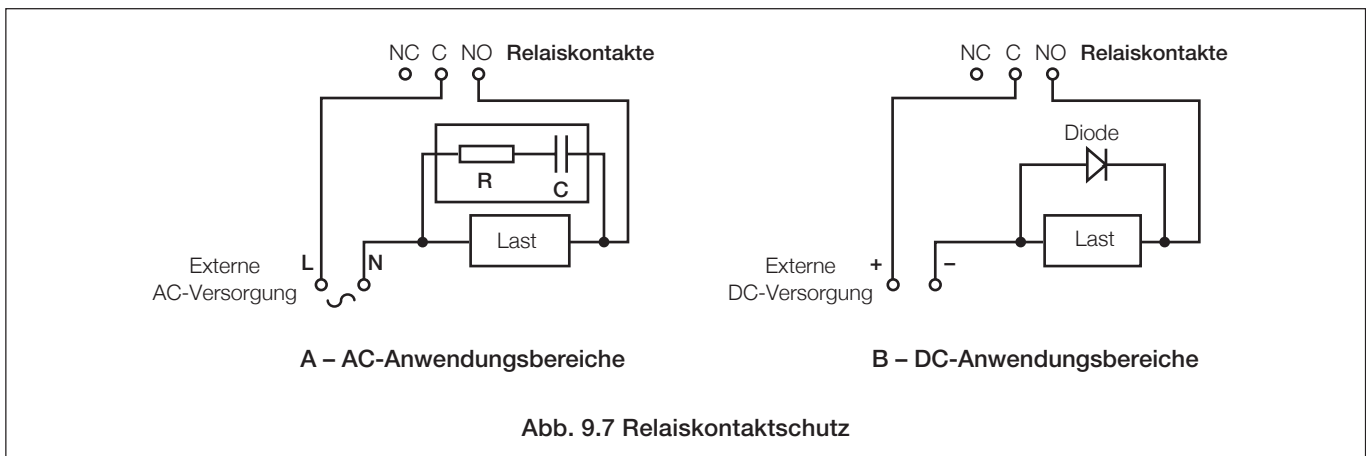 NC C NO Relaiskontakte
R
C
Last
Externe
AC-Versorgung
L
N
A – AC-Anwendungsbereiche
NC C NO Relaiskontakte
Diode
Last
Externe
DC-Versorgung
+
–
B – DC-Anwendungsbereiche
Abb. 9.7 Relaiskontaktschutz